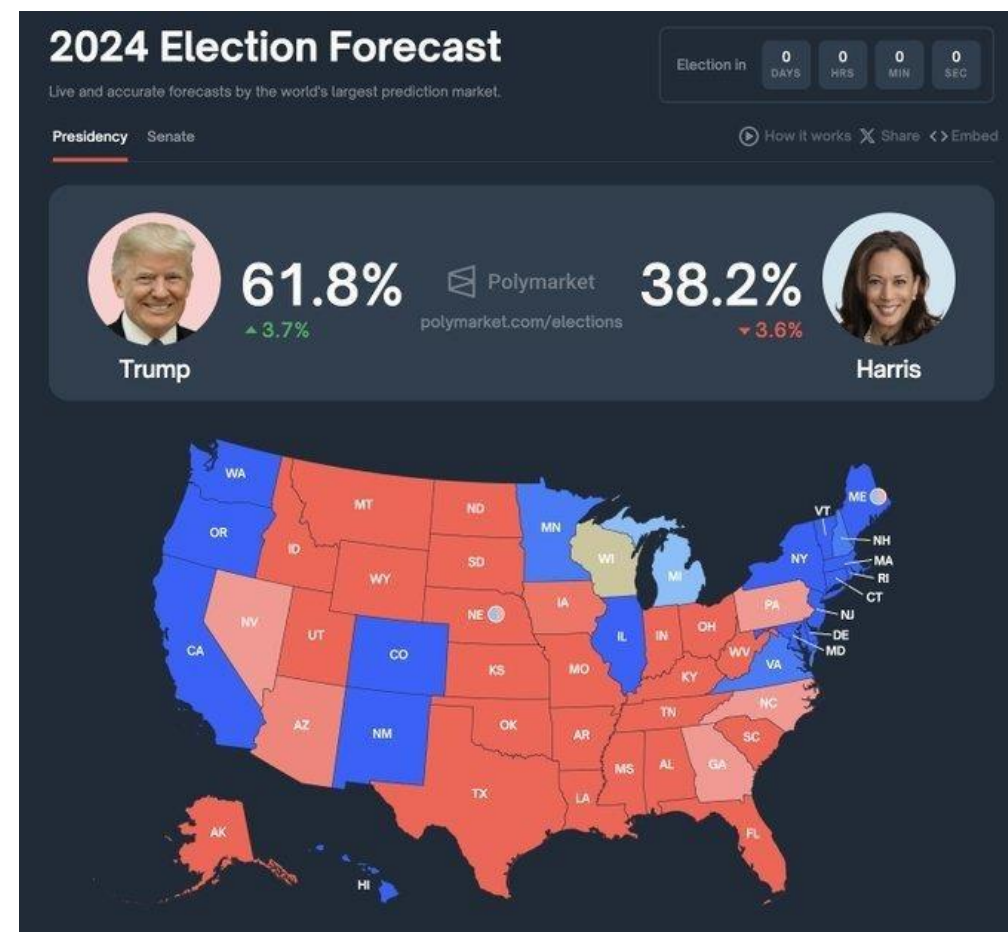 2024 Election Forecast
Live and accurate forecasts by the world's largest prediction market.
Election in
0 0 0 0
DAYS HRS MIN SEC
Presidency Senate
How it works Share Embed
61.8%
▲ 3.7%
Trump
Polymarket
polymarket.com/elections
38.2%
▼ 3.6%
Harris
WA
MT
ND
MN
ME
VT
OR
ID
SD
WI
MI
NY
NH
MA
RI
CT
WY
NE
IA
PA
NJ
NV
UT
CO
IL
IN
OH
DE
MD
CA
KS
MO
WV
VA
KY
AZ
NM
OK
AR
TN
NC
SC
TX
LA
MS
AL
GA
AK
FL
HI